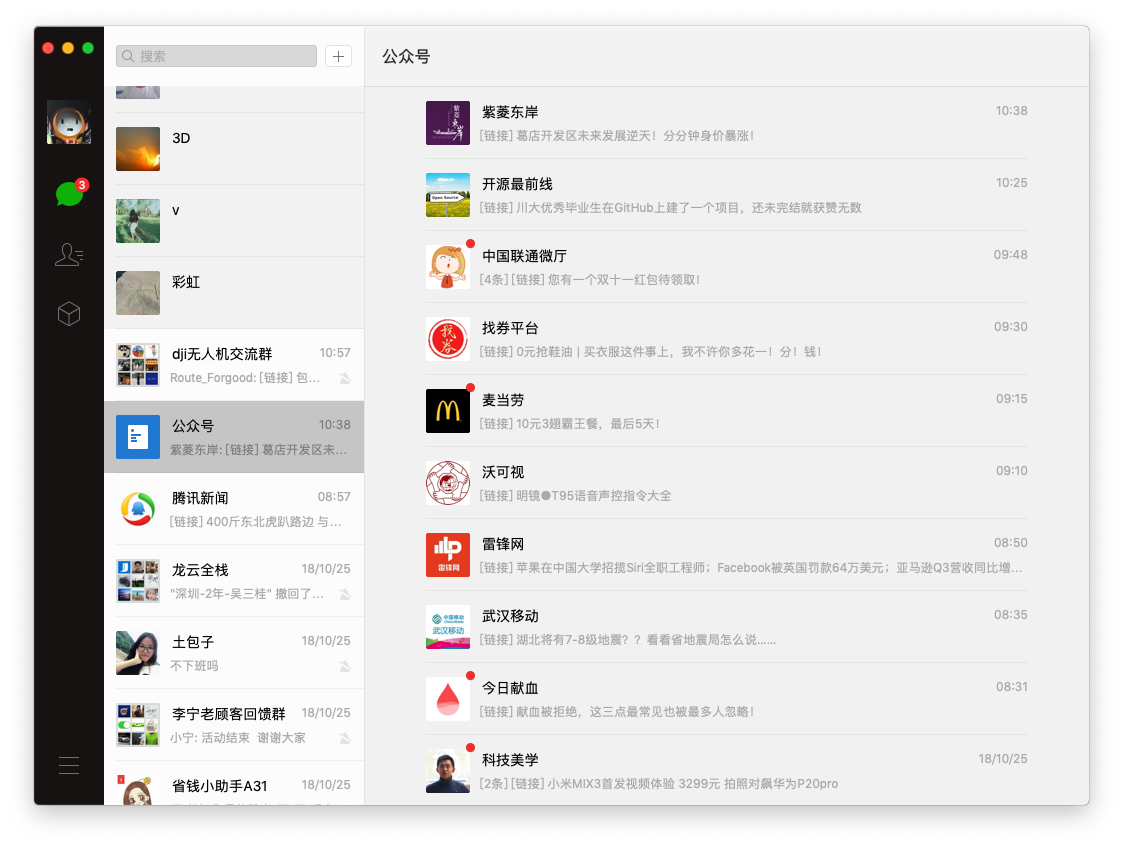 搜索
公众号
3
3D
v
彩虹
dji无人机交流群 10:57
Route_Forgood: [链接] 包...
公众号 10:38
紫菱东岸: [链接] 葛店开发区未...
腾讯新闻 08:57
[链接] 400斤东北虎趴路边 与...
龙云全栈 18/10/25
"深圳-2年-吴三桂" 撤回了...
土包子 18/10/25
不下班吗
李宁老顾客回馈群 18/10/25
小宁: 活动结束 谢谢大家
省钱小助手A31 18/10/25
紫菱东岸 10:38
[链接] 葛店开发区未来发展逆天！分分钟身价暴涨！
开源最前线 10:25
Open Source
[链接] 川大优秀毕业生在GitHub上建了一个项目，还未完结就获赞无数
中国联通微厅 09:48
[4条] [链接] 您有一个双十一红包待领取！
找券平台 09:30
找券
[链接] 0元抢鞋油 | 买衣服这件事上，我不许你多花一！分！钱！
麦当劳 09:15
[链接] 10元3翅霸王餐，最后5天！
沃可视 09:10
[链接] 明镜●T95语音声控指令大全
雷锋网 08:50
雷锋网
[链接] 苹果在中国大学招揽Siri全职工程师；Facebook被英国罚款64万美元；亚马逊Q3营收同比增...
武汉移动 08:35
中国移动
武汉移动
[链接] 湖北将有7-8级地震？？看看省地震局怎么说......
今日献血 08:31
[链接] 献血被拒绝，这三点最常见也被最多人忽略！
科技美学 18/10/25
[2条] [链接] 小米MIX3首发视频体验 3299元 拍照对飙华为P20pro